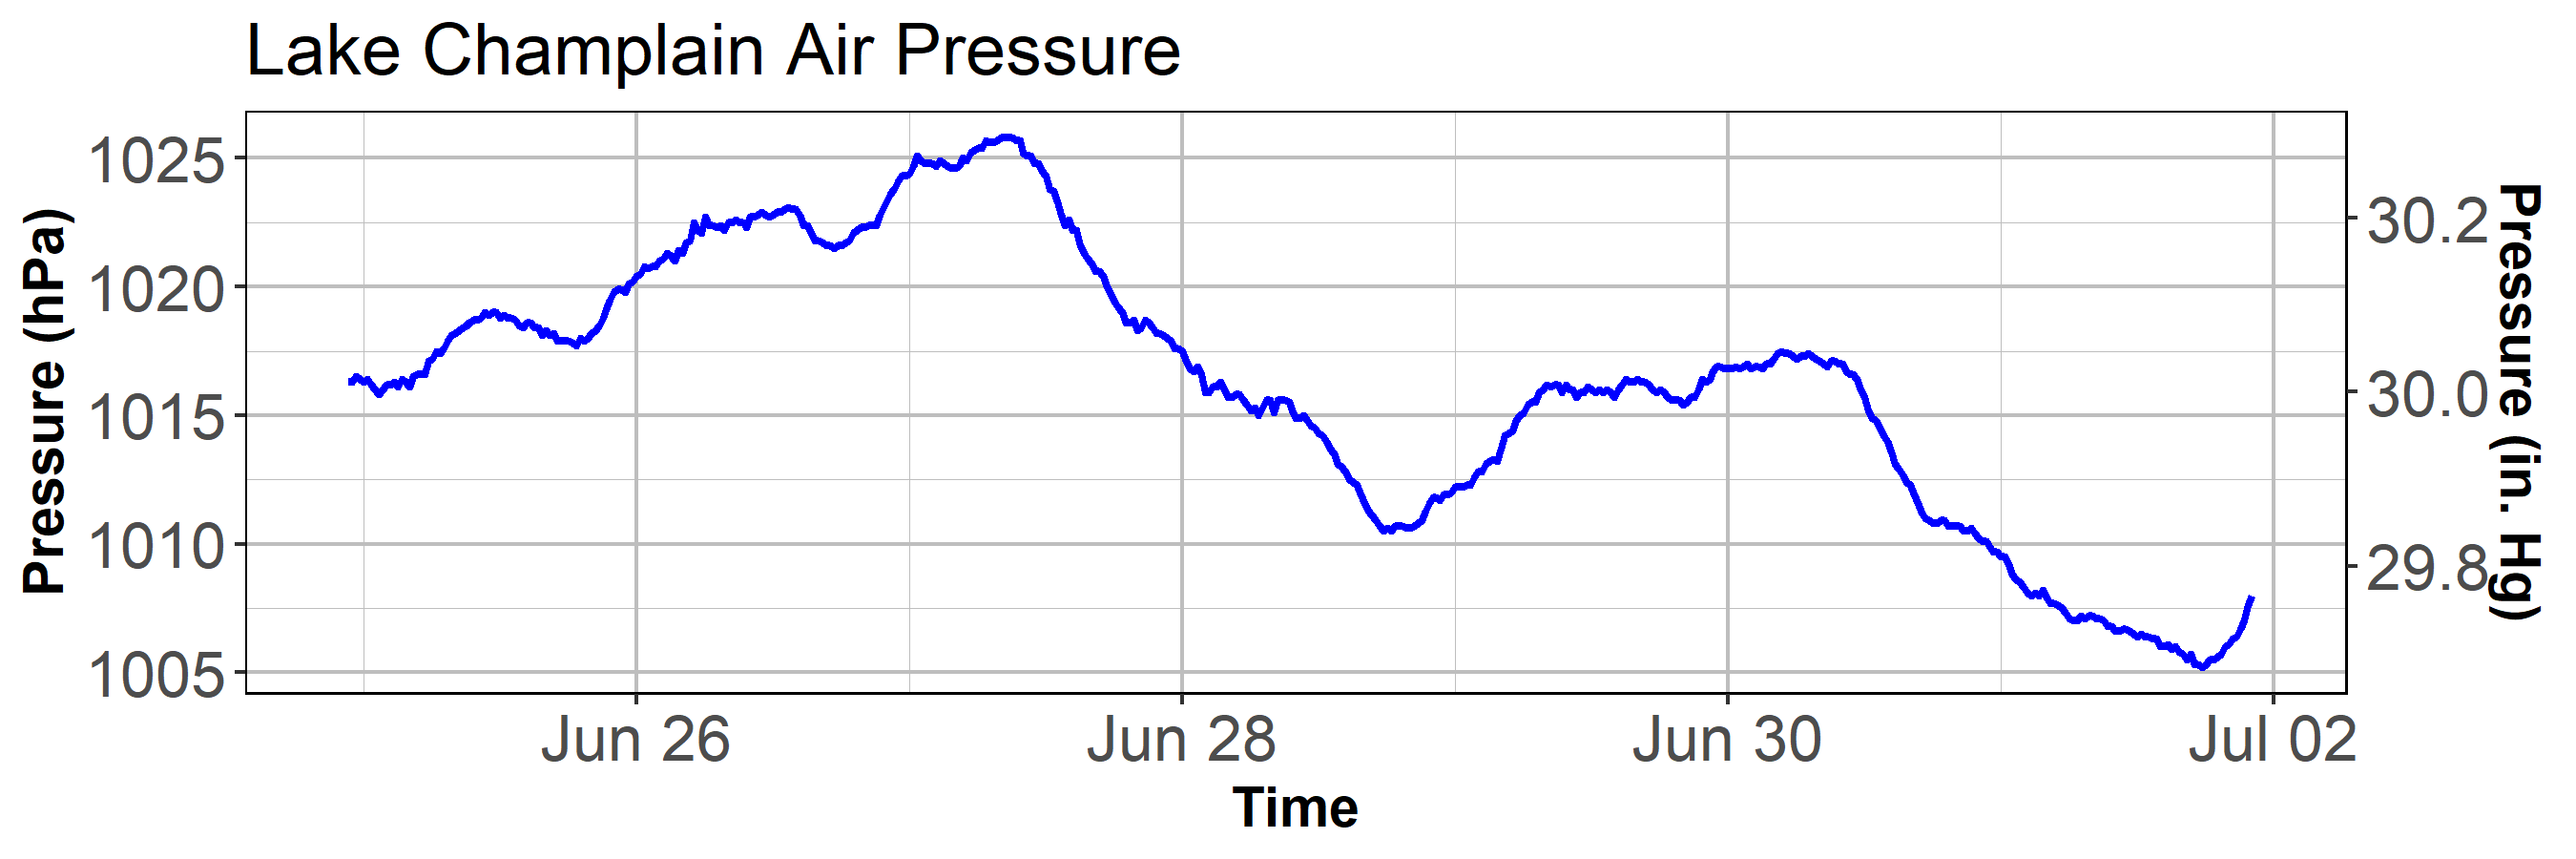 Lake Champlain Air Pressure
Pressure (hPa)
1025
1020
1015
1010
1005
30.2
30.0
29.8
Pressure (in. Hg)
Jun 26
Jun 28
Jun 30
Jul 02
Time